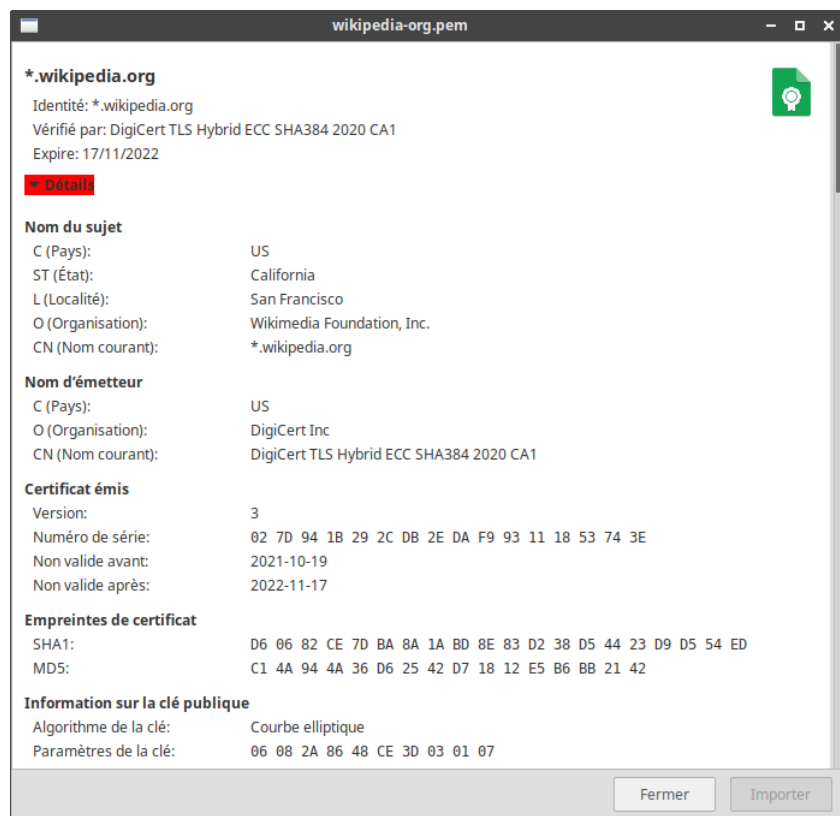 wikipedia-org.pem
*.wikipedia.org
Identité: *.wikipedia.org
Vérifié par: DigiCert TLS Hybrid ECC SHA384 2020 CA1
Expire: 17/11/2022
Détails
Nom du sujet
C (Pays): US
ST (État): California
L (Localité): San Francisco
O (Organisation): Wikimedia Foundation, Inc.
CN (Nom courant): *.wikipedia.org
Nom d'émetteur
C (Pays): US
O (Organisation): DigiCert Inc
CN (Nom courant): DigiCert TLS Hybrid ECC SHA384 2020 CA1
Certificat émis
Version: 3
Numéro de série: 02 7D 94 1B 29 2C DB 2E DA F9 93 11 18 53 74 3E
Non valide avant: 2021-10-19
Non valide après: 2022-11-17
Empreintes de certificat
SHA1: D6 06 82 CE 7D BA 8A 1A BD 8E 83 D2 38 D5 44 23 D9 D5 54 ED
MD5: C1 4A 94 4A 36 D6 25 42 D7 18 12 E5 B6 BB 21 42
Information sur la clé publique
Algorithme de la clé: Courbe elliptique
Paramètres de la clé: 06 08 2A 86 48 CE 3D 03 01 07
Fermer Importer